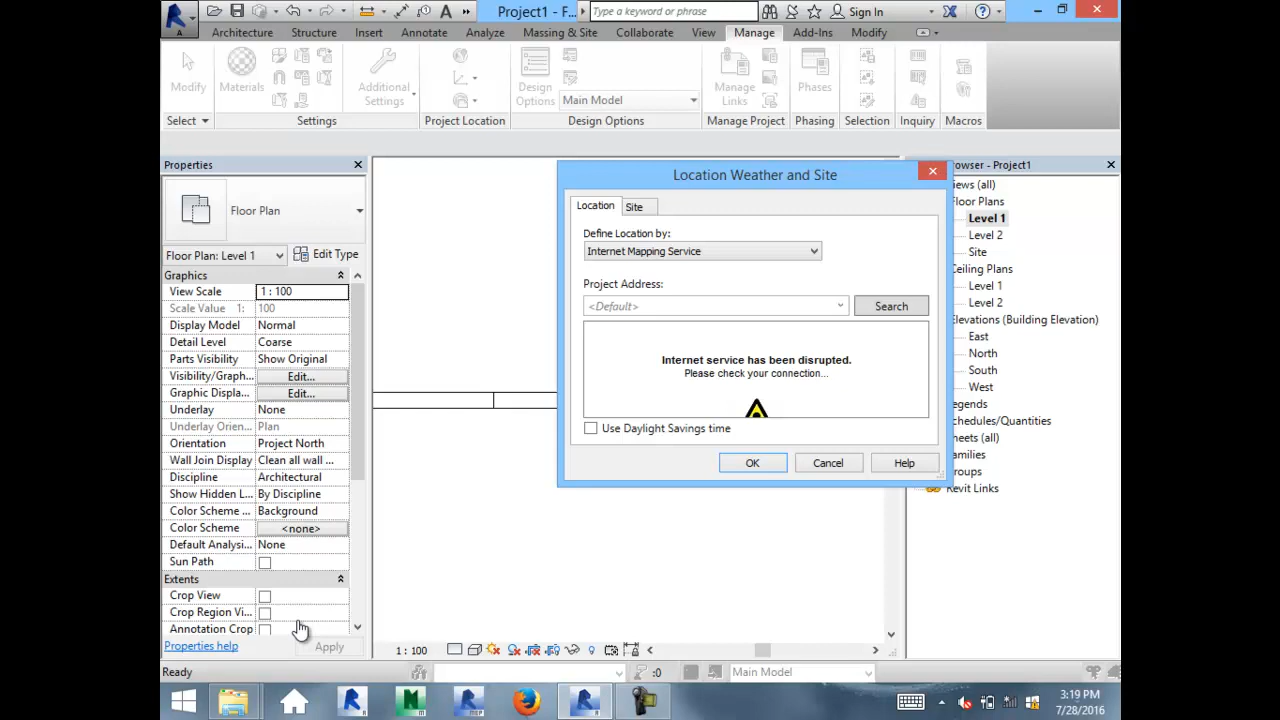 Project1 - F...
Type a keyword or phrase
Sign In
Architecture
Structure
Insert
Annotate
Analyze
Massing & Site
Collaborate
View
Manage
Add-Ins
Modify
Modify
Materials
Additional
Settings
Design
Options
Main Model
Manage
Links
Phases
Select
Settings
Project Location
Design Options
Manage Project
Phasing
Selection
Inquiry
Macros
Properties
Floor Plan
Floor Plan: Level 1
Edit Type
Graphics
View Scale
1 : 100
Scale Value 1:
100
Display Model
Normal
Detail Level
Coarse
Parts Visibility
Show Original
Visibility/Graph...
Edit...
Graphic Displa...
Edit...
Underlay
None
Underlay Orien...
Plan
Orientation
Project North
Wall Join Display
Clean all wall ...
Discipline
Architectural
Show Hidden L...
By Discipline
Color Scheme ...
Background
Color Scheme
<none>
Default Analysi...
None
Sun Path
Extents
Crop View
Crop Region Vi...
Annotation Crop
Properties help
Apply
Location Weather and Site
Location
Site
Define Location by:
Internet Mapping Service
Project Address:
<Default>
Search
Internet service has been disrupted.
Please check your connection...
Use Daylight Savings time
OK
Cancel
Help
owser - Project1
iews (all)
Floor Plans
Level 1
Level 2
Site
Ceiling Plans
Level 1
Level 2
Elevations (Building Elevation)
East
North
South
West
egends
chedules/Quantities
heets (all)
amilies
roups
Revit Links
1 : 100
Ready
:0
Main Model
3:19 PM
7/28/2016